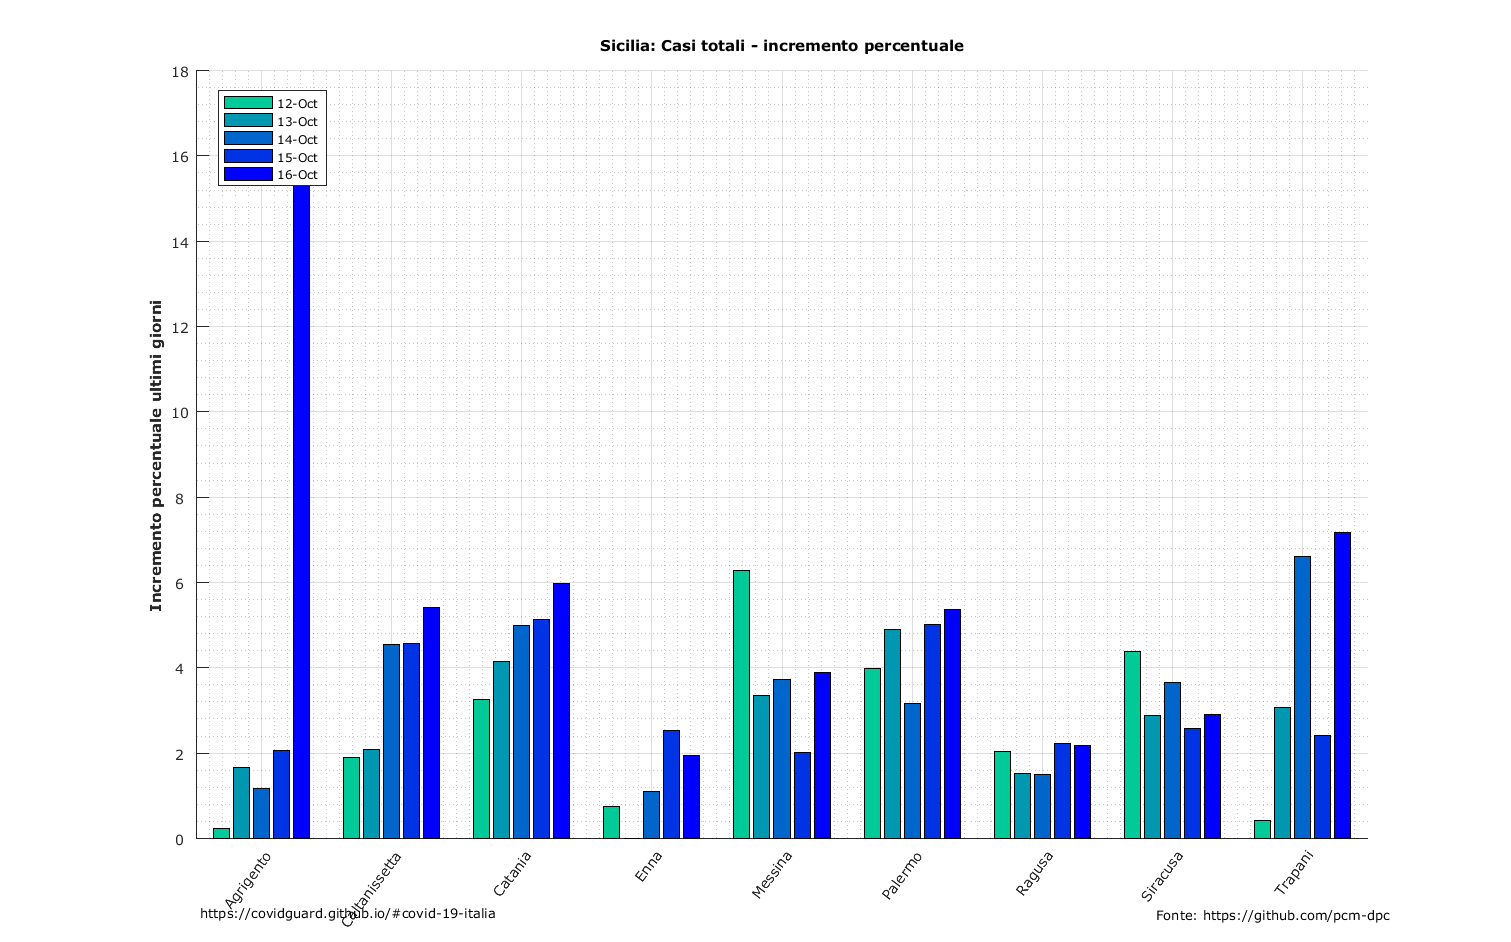 Sicilia: Casi totali - incremento percentuale
18
16
14
12
10
8
6
4
2
0
Incremento percentuale ultimi giorni
12-Oct
13-Oct
14-Oct
15-Oct
16-Oct
Agrigento
Caltanissetta
Catania
Enna
Messina
Palermo
Ragusa
Siracusa
Trapani
https://covidguard.github.io/#covid-19-italia
Fonte: https://github.com/pcm-dpc